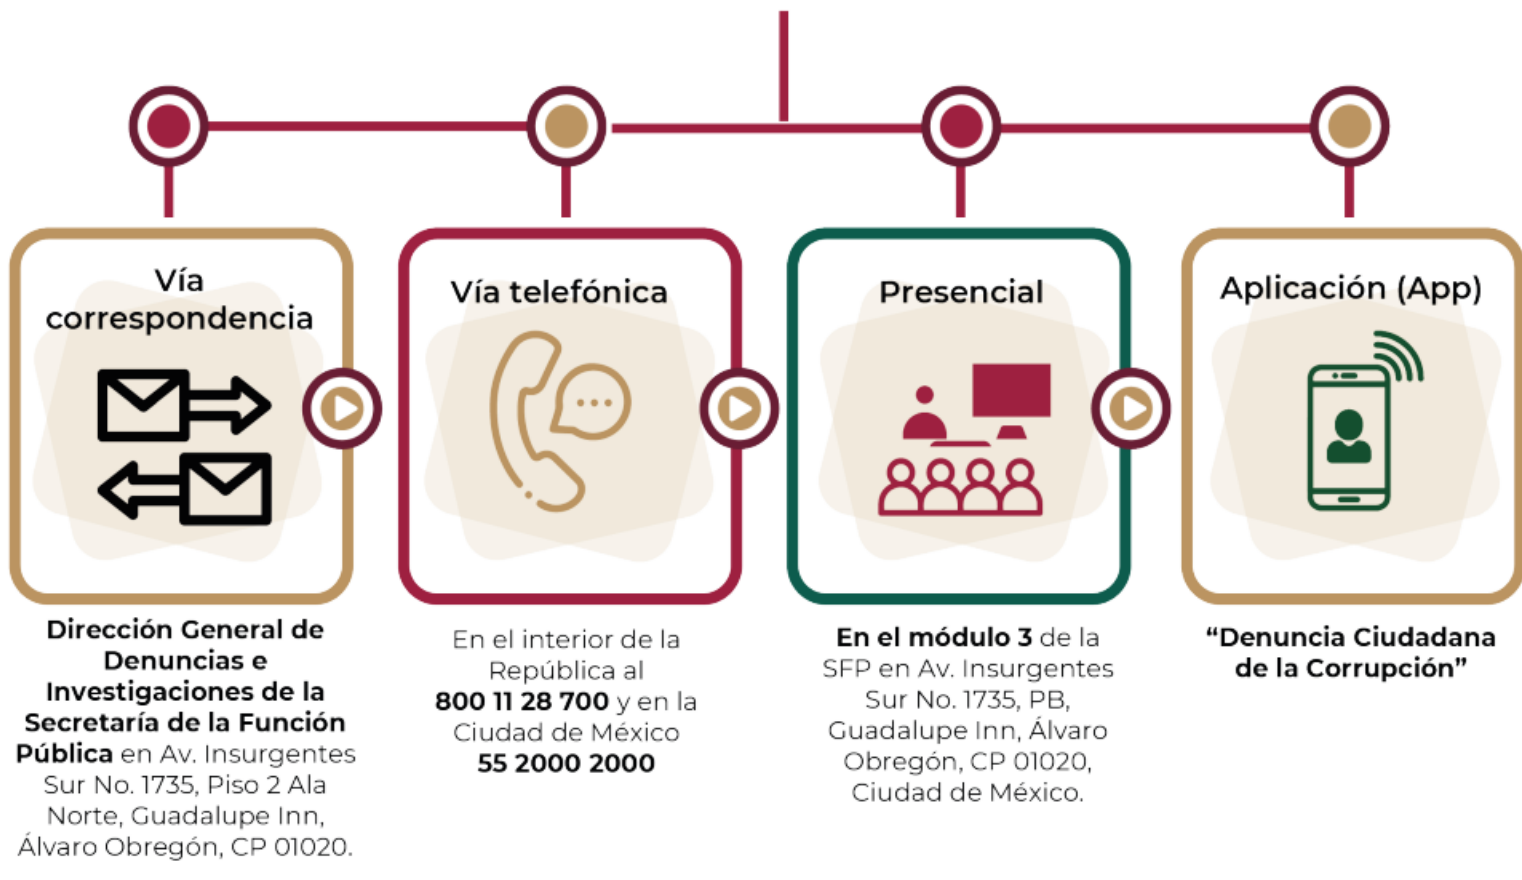 Vía
correspondencia
Vía telefónica
Presencial
Aplicación (App)
Dirección General de
Denuncias e
Investigaciones de la
Secretaría de la Función
Pública en Av. Insurgentes
Sur No. 1735, Piso 2 Ala
Norte, Guadalupe Inn,
Álvaro Obregón, CP 01020.
En el interior de la
República al
800 11 28 700 y en la
Ciudad de México
55 2000 2000
En el módulo 3 de la
SFP en Av. Insurgentes
Sur No. 1735, PB,
Guadalupe Inn, Álvaro
Obregón, CP 01020,
Ciudad de México.
“Denuncia Ciudadana
de la Corrupción”